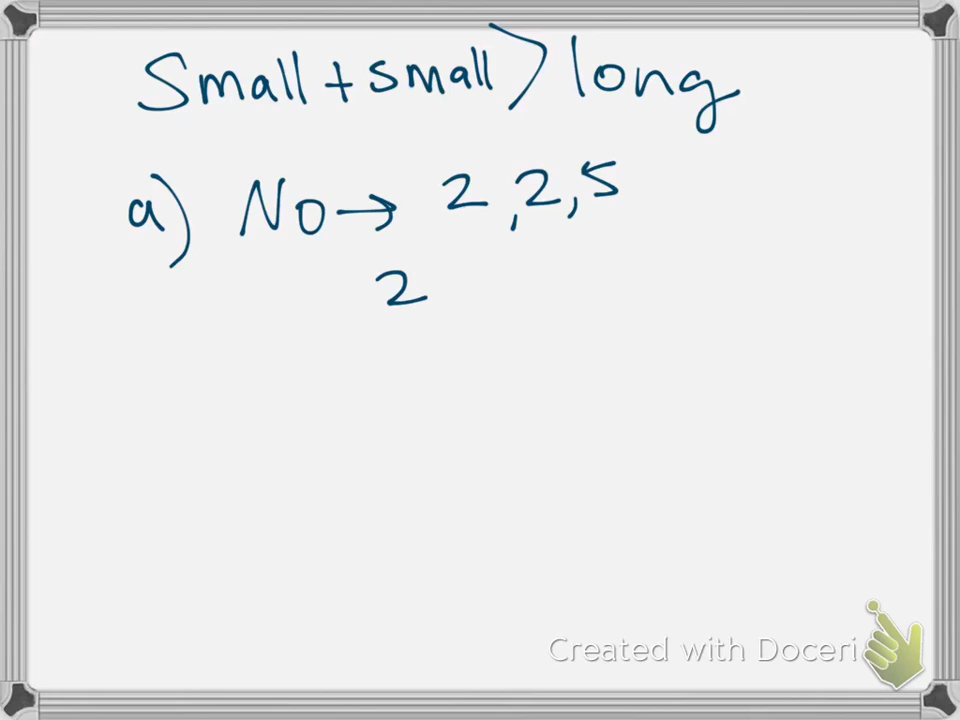 Small + small > long
a) No → 2, 2, 5
2
Created with Doceri